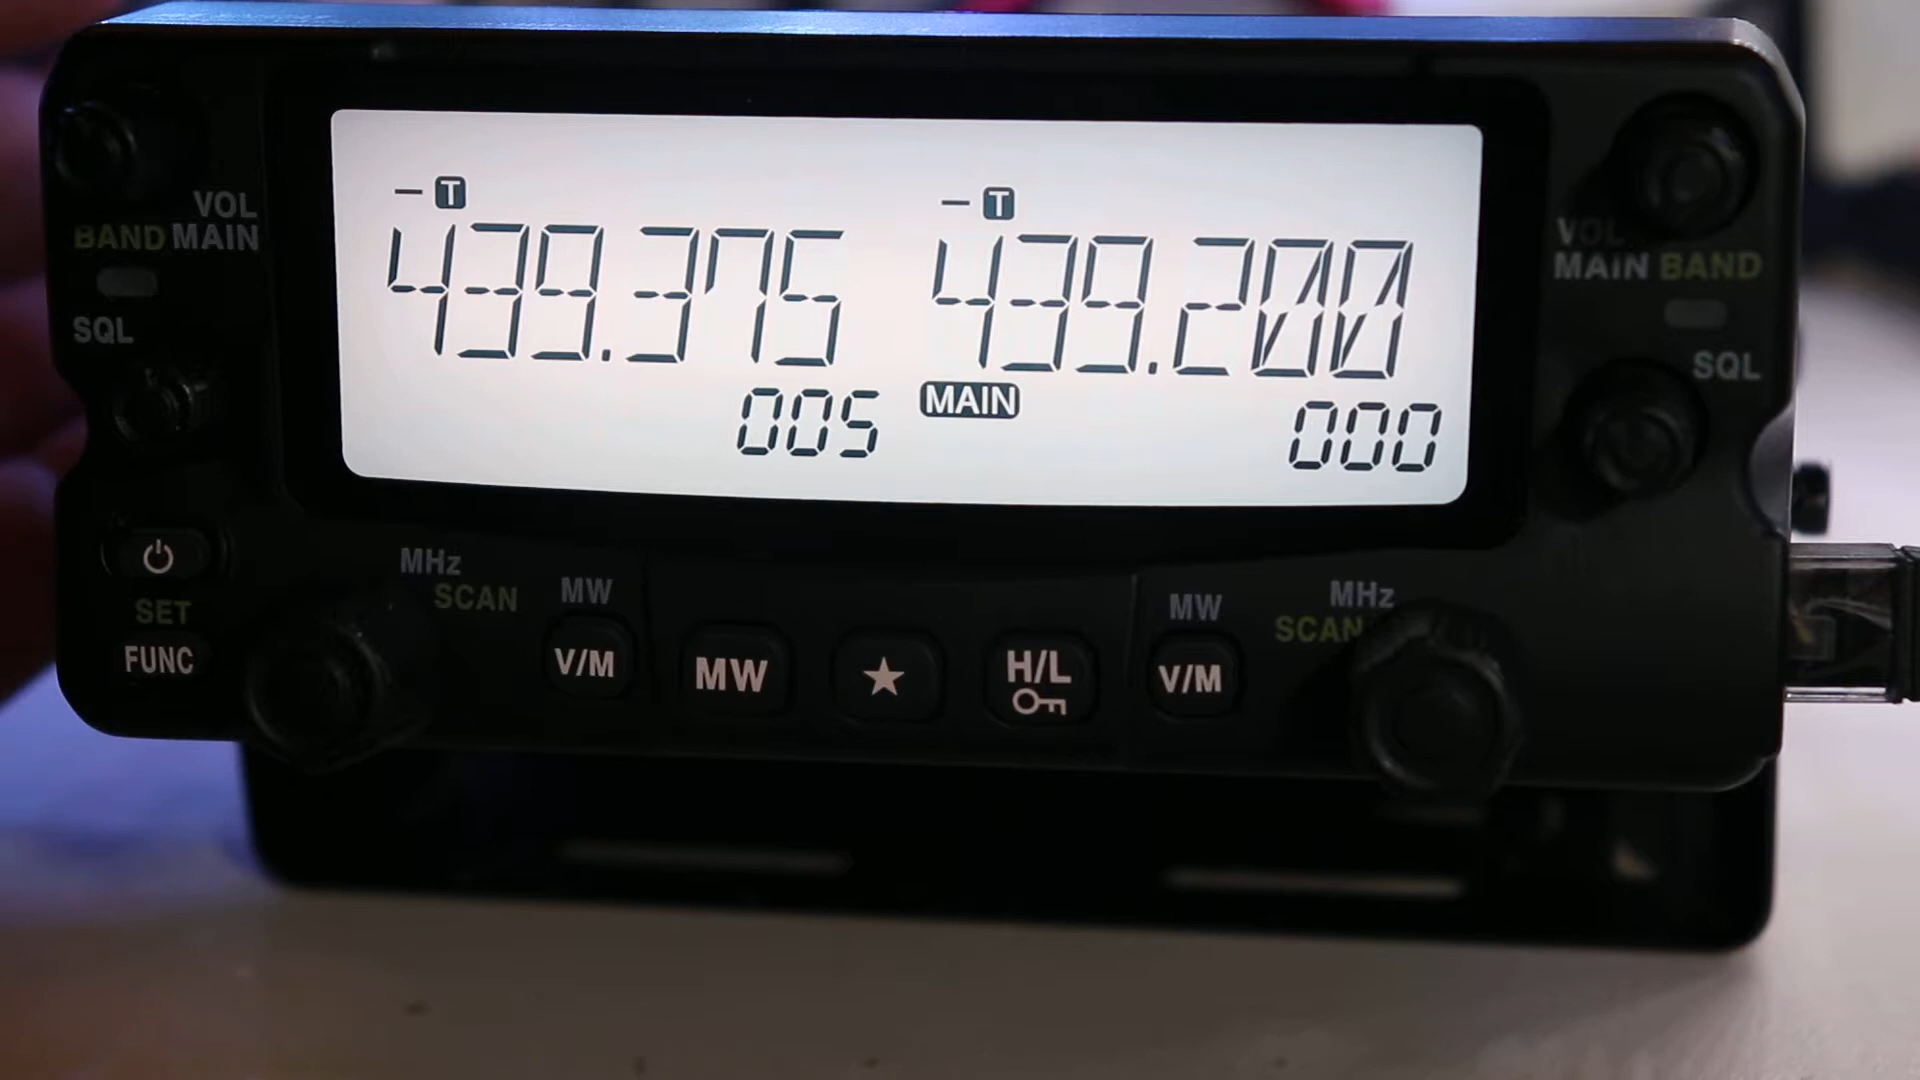 – T – T
439.375 439.200
005 MAIN 000
VOL
BAND MAIN
SQL
VOL
MAIN BAND
SQL
SET
FUNC
MHz
SCAN
MW
V/M
MW
★
H/L
MW
V/M
MHz
SCAN